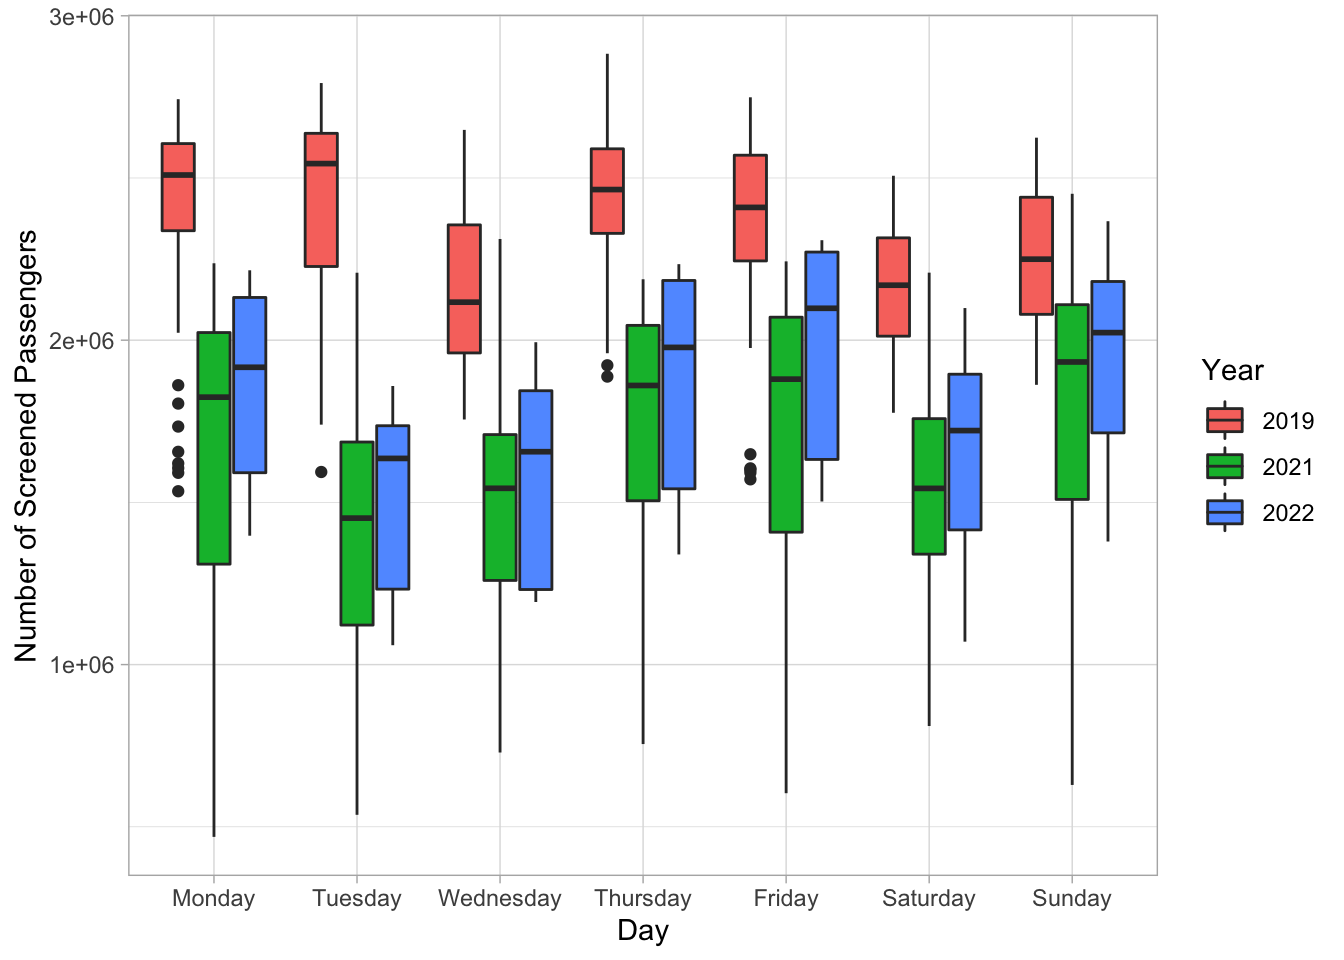 3e+06
2e+06
1e+06
Number of Screened Passengers
Monday Tuesday Wednesday Thursday Friday Saturday Sunday
Day
Year
2019
2021
2022